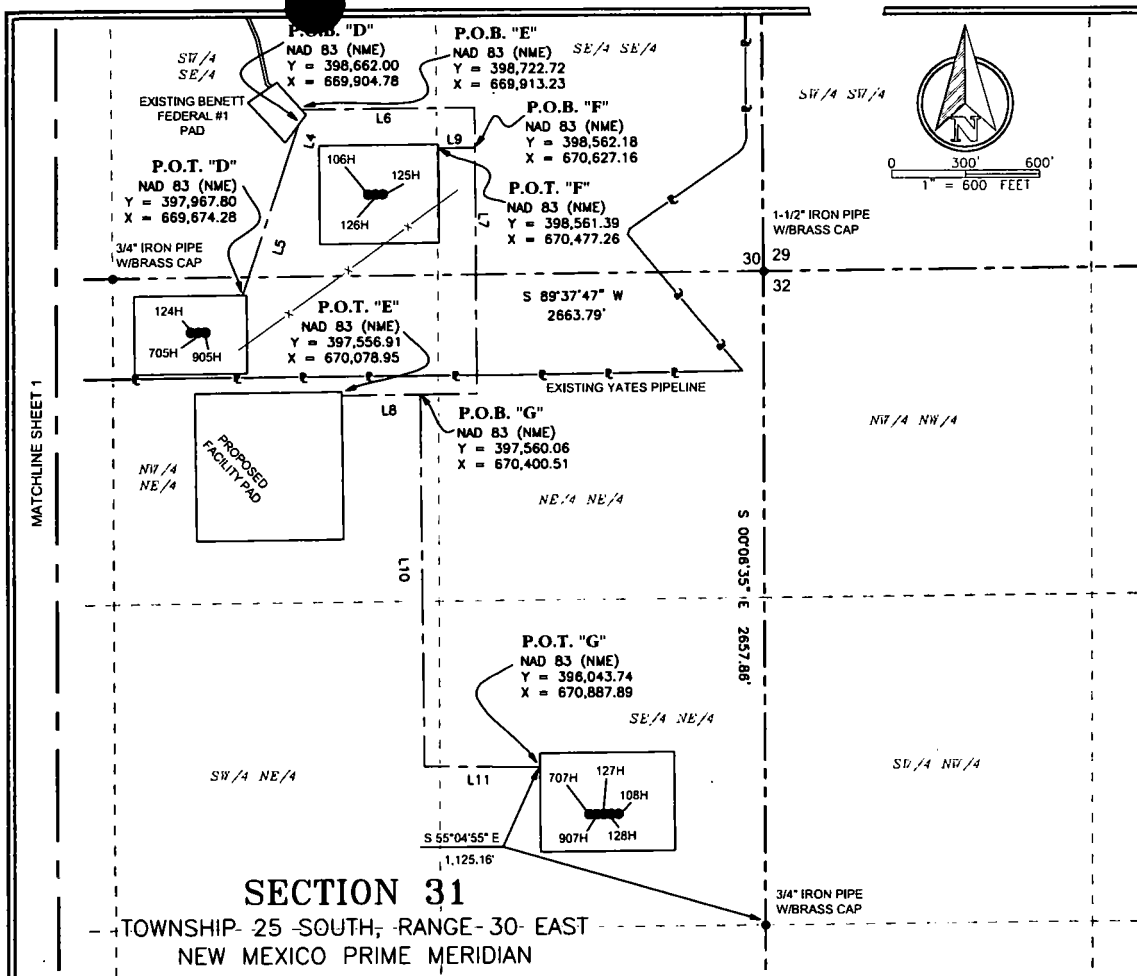 P.O.B. "D"
NAD 83 (NME)
Y = 398,662.00
X = 669,904.78
P.O.B. "E"
NAD 83 (NME)
Y = 398,722.72
X = 669,913.23
SW/4
SE/4
SE/4 SE/4
SW/4 SW/4
EXISTING BENETT
FEDERAL #1
PAD
L6
L4
L9
P.O.B. "F"
NAD 83 (NME)
Y = 398,562.18
X = 670,627.16
N
0 300' 600'
1" = 600 FEET
P.O.T. "D"
NAD 83 (NME)
Y = 397,967.80
X = 669,674.28
106H
125H
126H
P.O.T. "F"
NAD 83 (NME)
Y = 398,561.39
X = 670,477.26
L7
L5
3/4" IRON PIPE
W/BRASS CAP
1-1/2" IRON PIPE
W/BRASS CAP
30 29
32
S 89°37'47" W
2663.79'
124H
705H
905H
P.O.T. "E"
NAD 83 (NME)
Y = 397,556.91
X = 670,078.95
EXISTING YATES PIPELINE
MATCHLINE SHEET 1
L8
P.O.B. "G"
NAD 83 (NME)
Y = 397,560.06
X = 670,400.51
PROPOSED
FACILITY PAD
NW/4
NE/4
NE/4 NE/4
NW/4 NW/4
L10
S 00°06'35" E 2657.86'
P.O.T. "G"
NAD 83 (NME)
Y = 396,043.74
X = 670,887.89
SE/4 NE/4
SW/4 NE/4
SW/4 NW/4
L11
707H
127H
108H
907H
128H
S 55°04'55" E
1,125.16'
3/4" IRON PIPE
W/BRASS CAP
SECTION 31
TOWNSHIP 25 SOUTH, RANGE 30 EAST
NEW MEXICO PRIME MERIDIAN